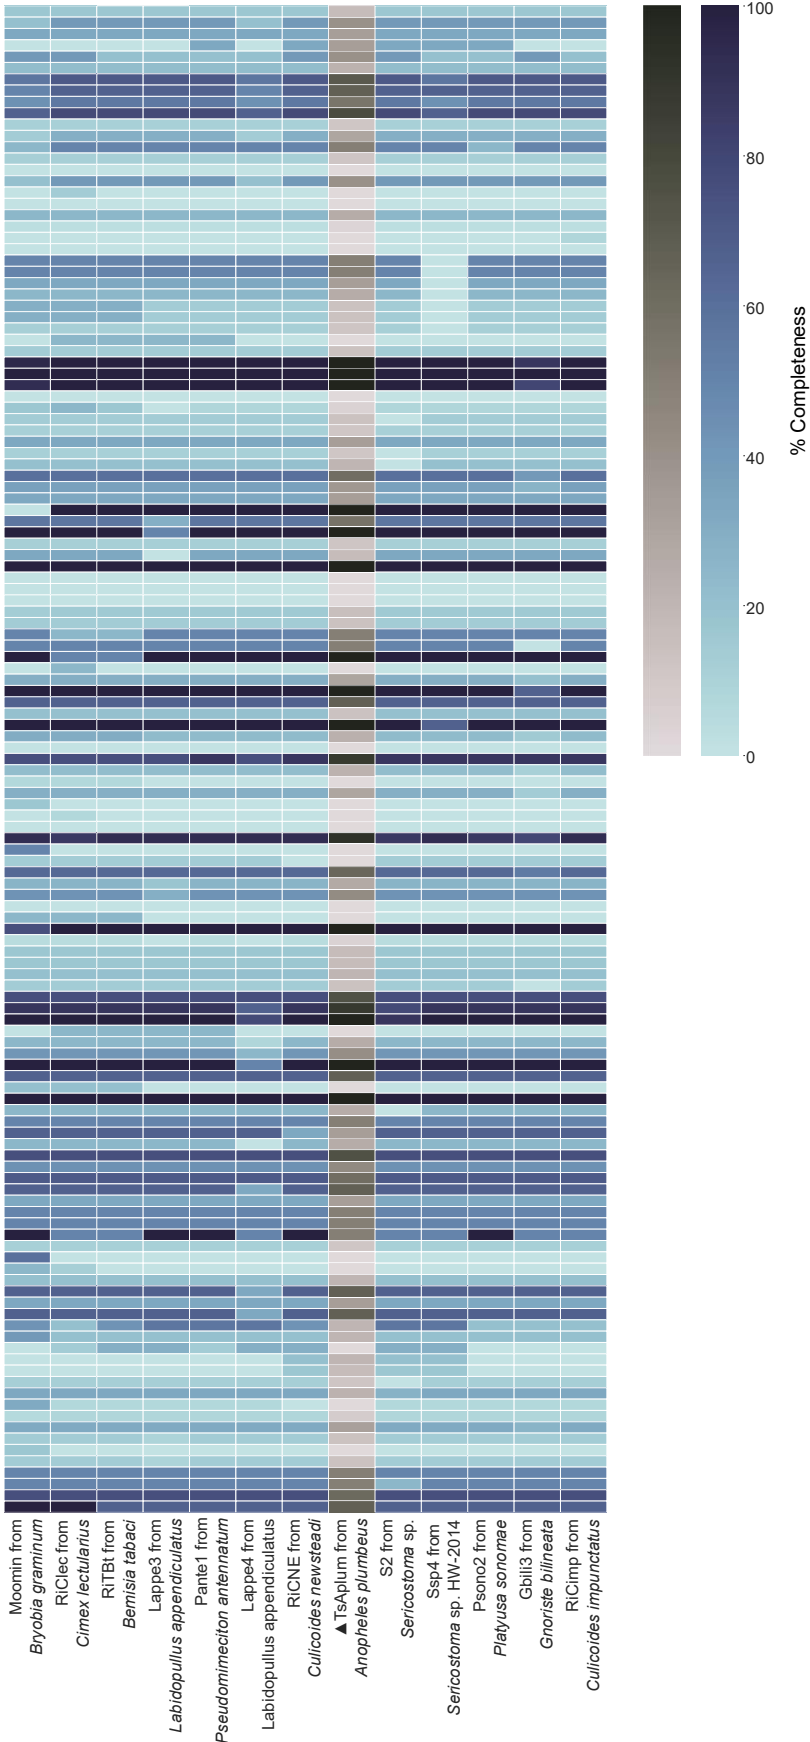 100
80
60
40
20
0
% Completeness
Moomin from
Bryobia graminum
RiClec from
Cimex lectularius
RiTBt from
Bemisia tabaci
Lappe3 from
Labidopullus appendiculatus
Pante1 from
Pseudomimeciton antennatum
Lappe4 from
Labidopullus appendiculatus
RiCNE from
Culicoides newsteadi
▲TsAplum from
Anopheles plumbeus
S2 from
Sericostoma sp.
Ssp4 from
Sericostoma sp. HW-2014
Psono2 from
Platyusa sonomae
Gbili3 from
Gnoriste bilineata
RiCimp from
Culicoides impunctatus